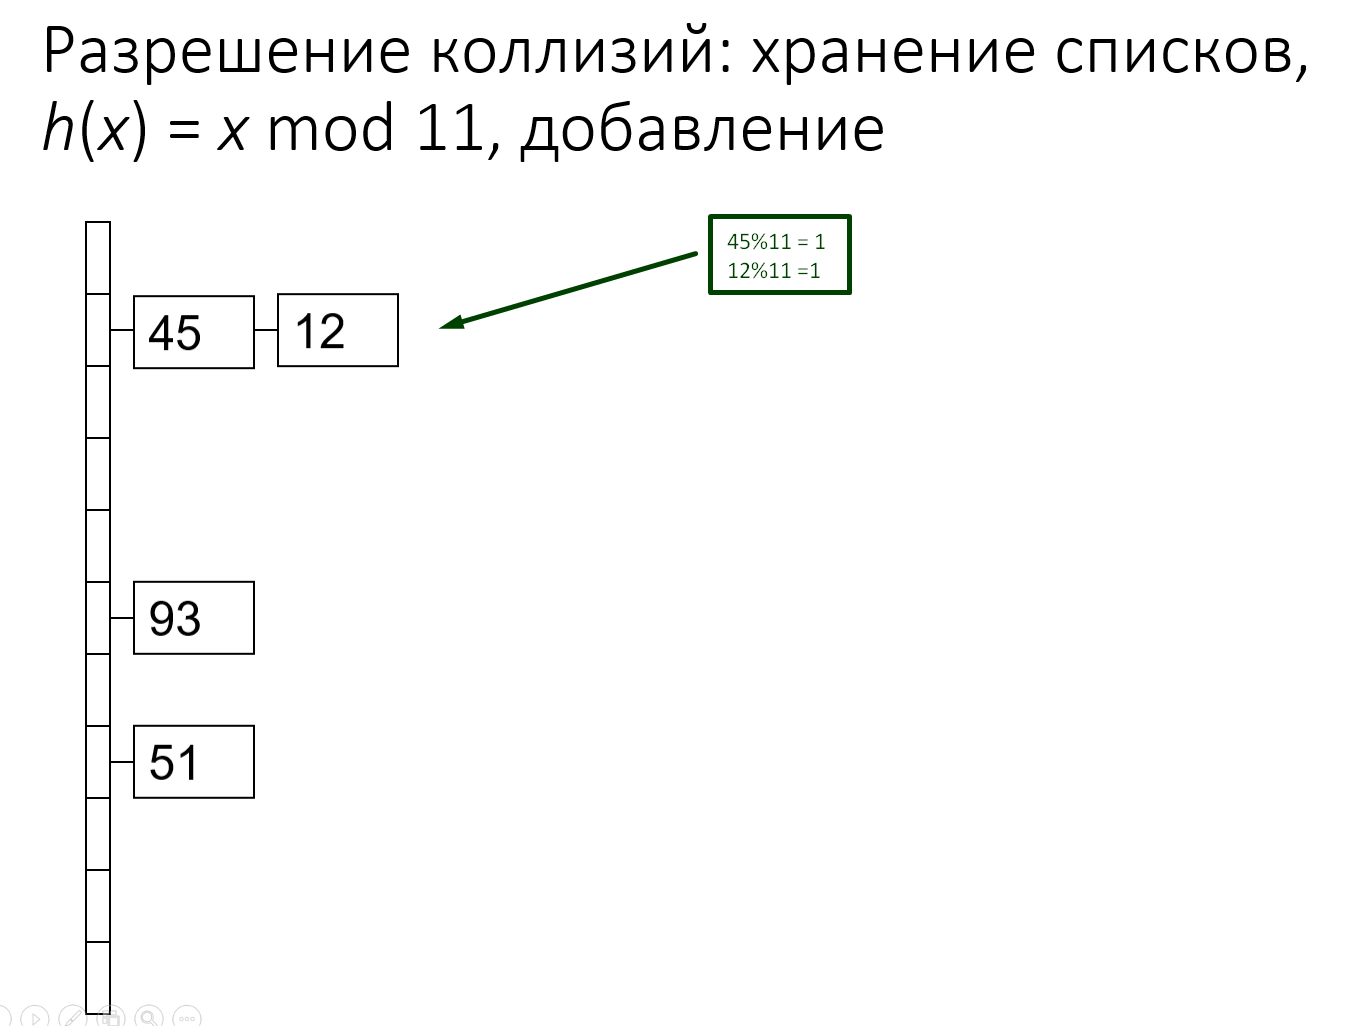 Разрешение коллизий: хранение списков,
h(x) = x mod 11, добавление
45%11 = 1
12%11 =1
45
12
93
51